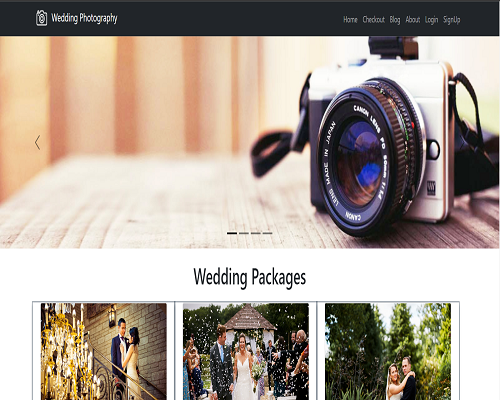 Wedding Photography
Home Checkout Blog About Login SignUp
CANON LENS FD 50mm 1:1.4
LENS MADE IN JAPAN
CANON
Wedding Packages